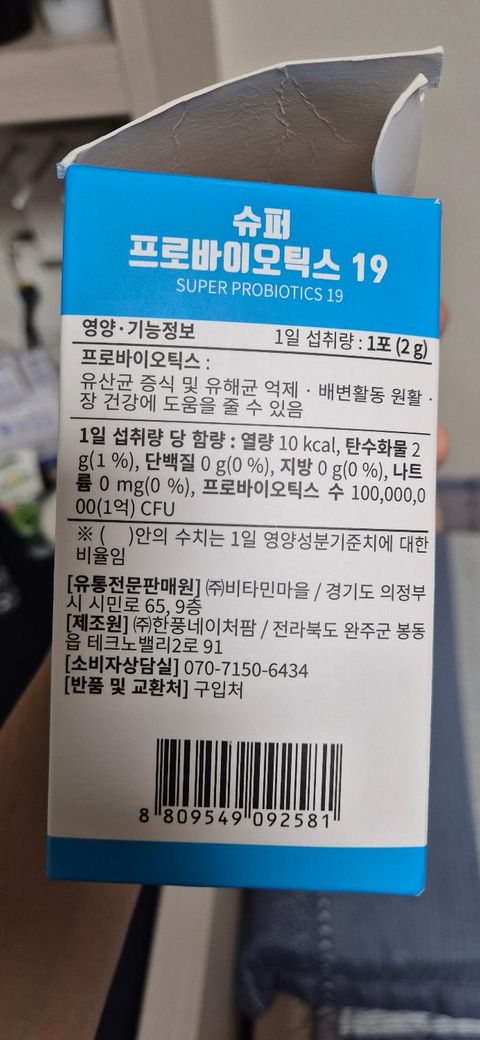 슈퍼
프로바이오틱스 19
SUPER PROBIOTICS 19
영양·기능정보 1일 섭취량 : 1포 (2 g)
프로바이오틱스 :
유산균 증식 및 유해균 억제 · 배변활동 원활 ·
장 건강에 도움을 줄 수 있음
1일 섭취량 당 함량 : 열량 10 kcal, 탄수화물 2
g(1 %), 단백질 0 g(0 %), 지방 0 g(0 %), 나트
륨 0 mg(0 %), 프로바이오틱스 수 100,000,0
00(1억) CFU
※ ( )안의 수치는 1일 영양성분기준치에 대한
비율임
[유통전문판매원] ㈜비타민마을 / 경기도 의정부
시 시민로 65, 9층
[제조원] ㈜한풍네이처팜 / 전라북도 완주군 봉동
읍 테크노밸리2로 91
[소비자상담실] 070-7150-6434
[반품 및 교환처] 구입처
8 809549 092581